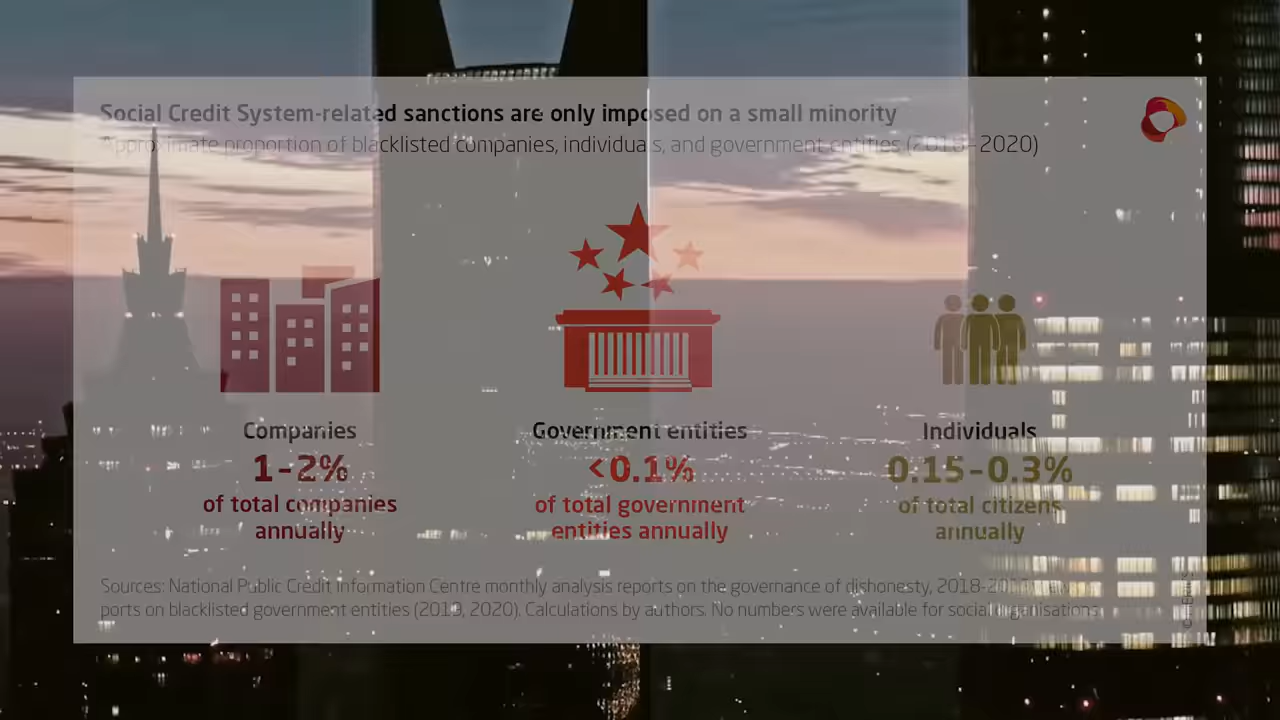 Social Credit System-related sanctions are only imposed on a small minority
Approximate proportion of blacklisted companies, individuals, and government entities (2018–2020)
Companies
1–2%
of total companies
annually
Government entities
<0.1%
of total government
entities annually
Individuals
0.15–0.3%
of total citizens
annually
Sources: National Public Credit Information Centre monthly analysis reports on the governance of dishonesty,
ports on blacklisted government entities (2019, 2020). Calculations by authors. No numbers were available for social organisations.